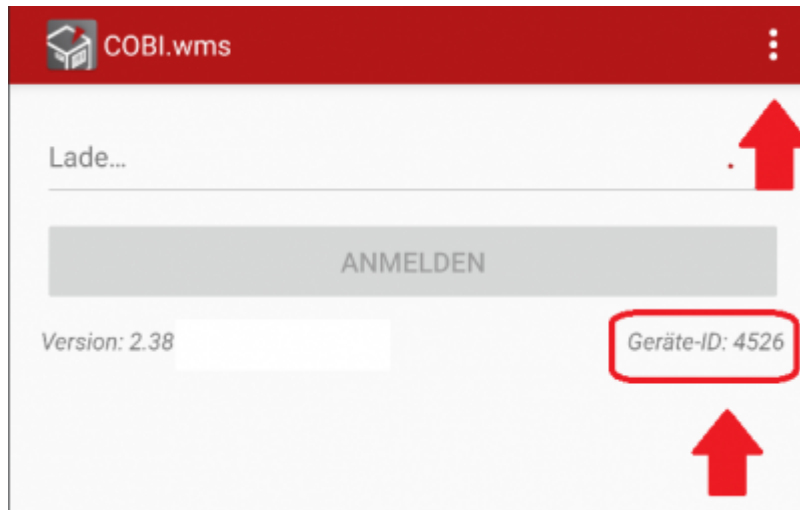 COBI.wms
Lade...
ANMELDEN
Version: 2.38
Geräte-ID: 4526